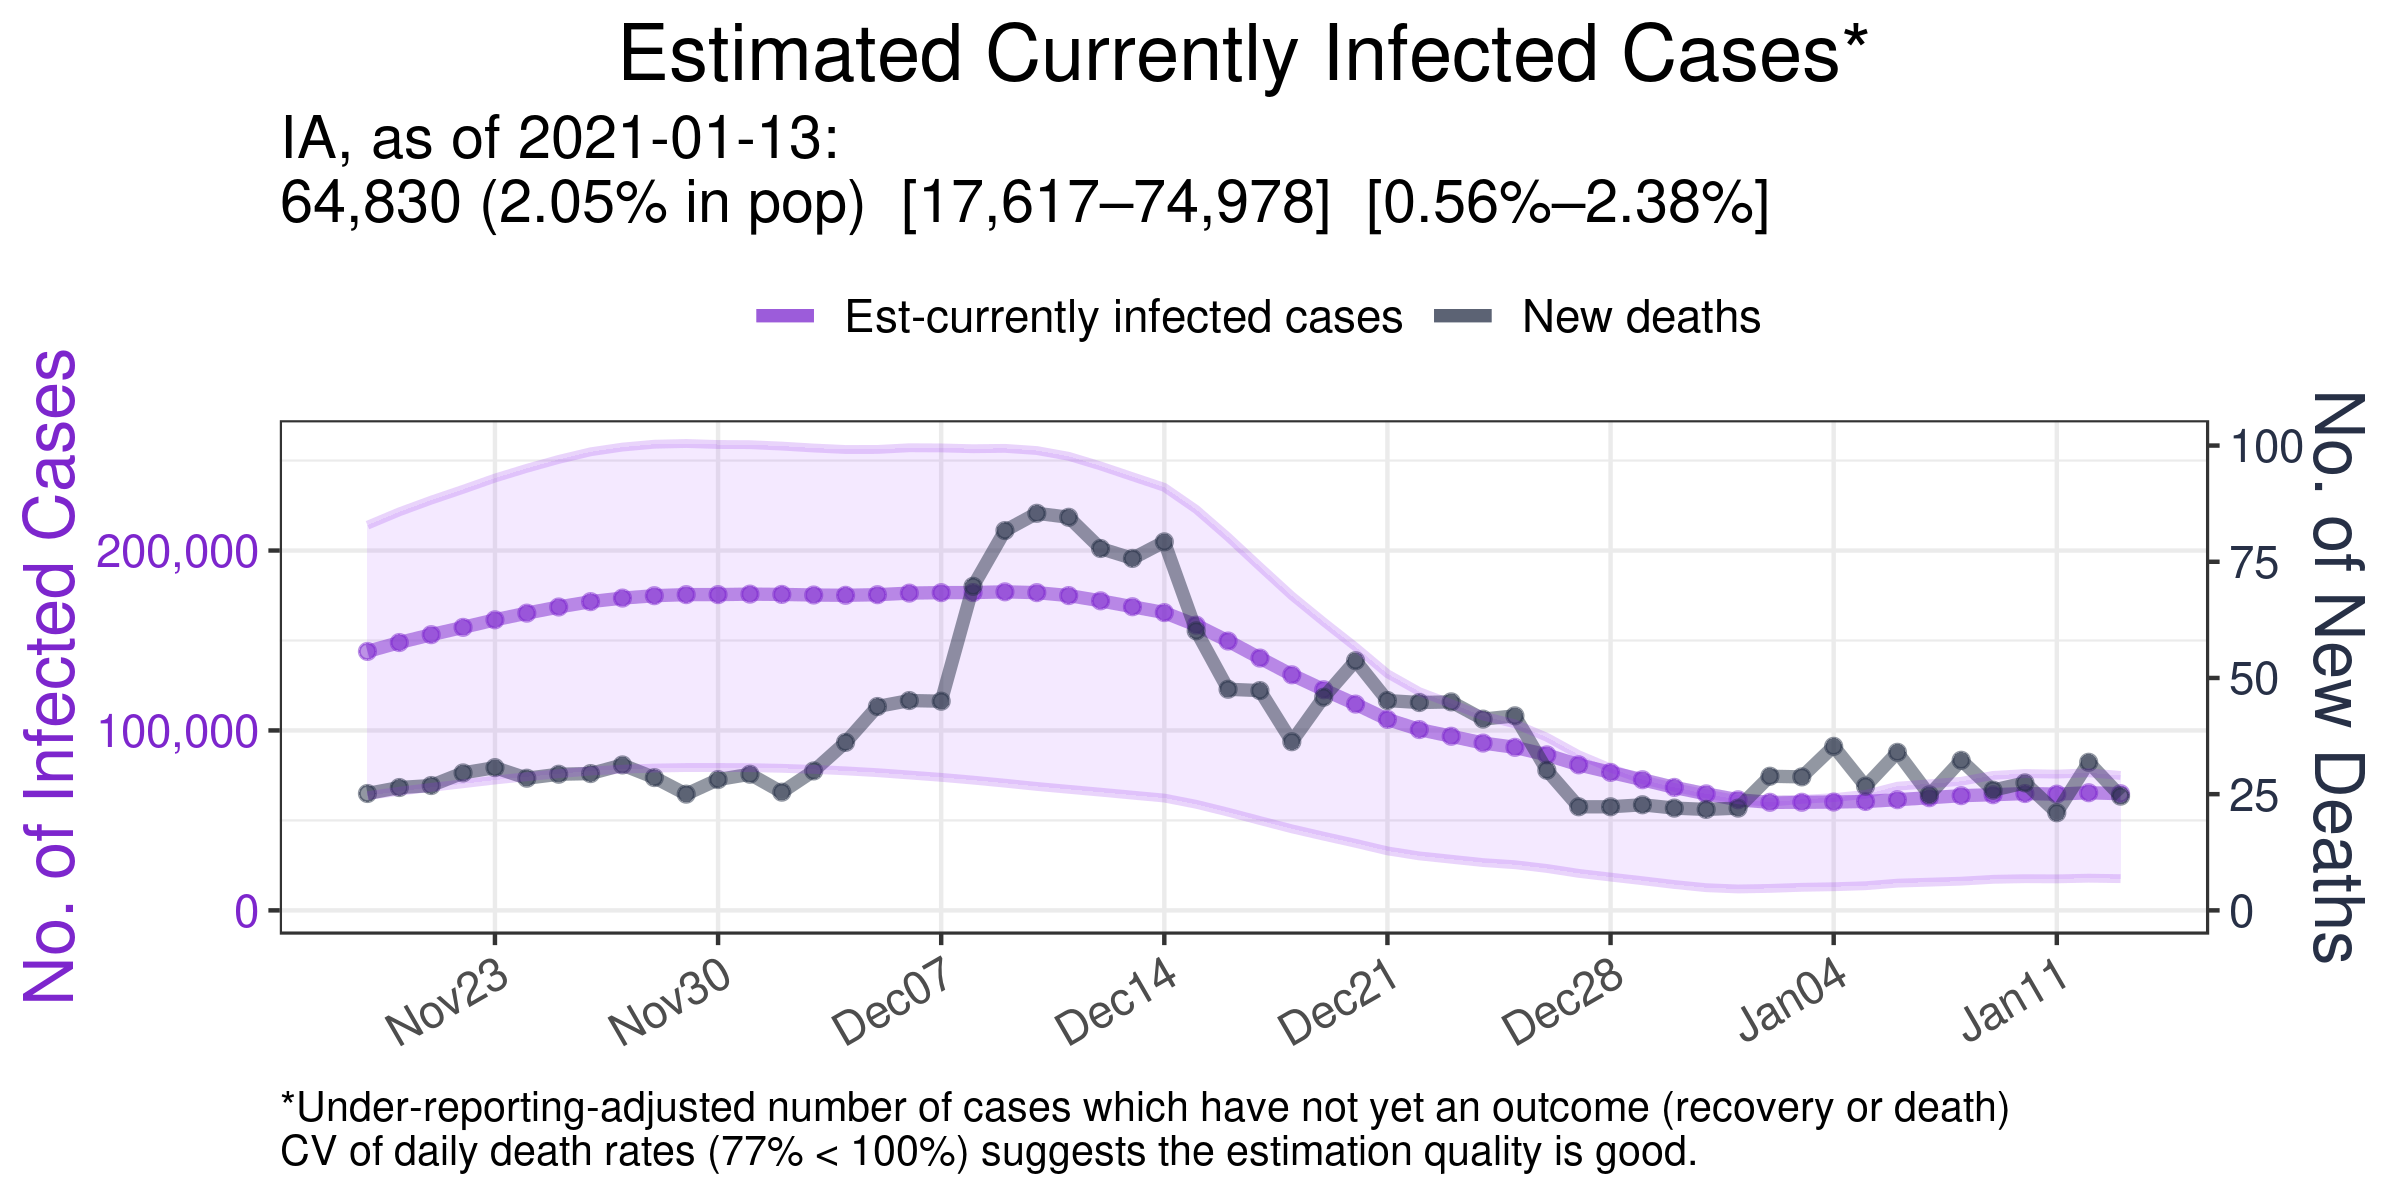 Estimated Currently Infected Cases*
IA, as of 2021-01-13:
64,830 (2.05% in pop) [17,617–74,978] [0.56%–2.38%]
Est-currently infected cases
New deaths
No. of Infected Cases
200,000
100,000
0
100
75
50
25
0
No. of New Deaths
Nov23
Nov30
Dec07
Dec14
Dec21
Dec28
Jan04
Jan11
*Under-reporting-adjusted number of cases which have not yet an outcome (recovery or death)
CV of daily death rates (77% < 100%) suggests the estimation quality is good.